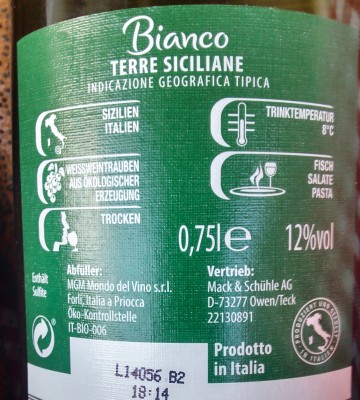 Bianco
TERRE SICILIANE
INDICAZIONE GEOGRAFICA TIPICA
SIZILIEN
ITALIEN
TRINKTEMPERATUR
8°C
WEISSWEINTRAUBEN
AUS ÖKOLOGISCHER
ERZEUGUNG
FISCH
SALATE
PASTA
TROCKEN
0,75l e 12%vol
Enthält
Sulfite
Abfüller:
MGM Mondo del Vino s.r.l.
Forlì, Italia a Priocca
Öko-Kontrollstelle
IT-BIO-006
Vertrieb:
Mack & Schühle AG
D-73277 Owen/Teck
22130891
Prodotto
in Italia
L14056 B2
18:14